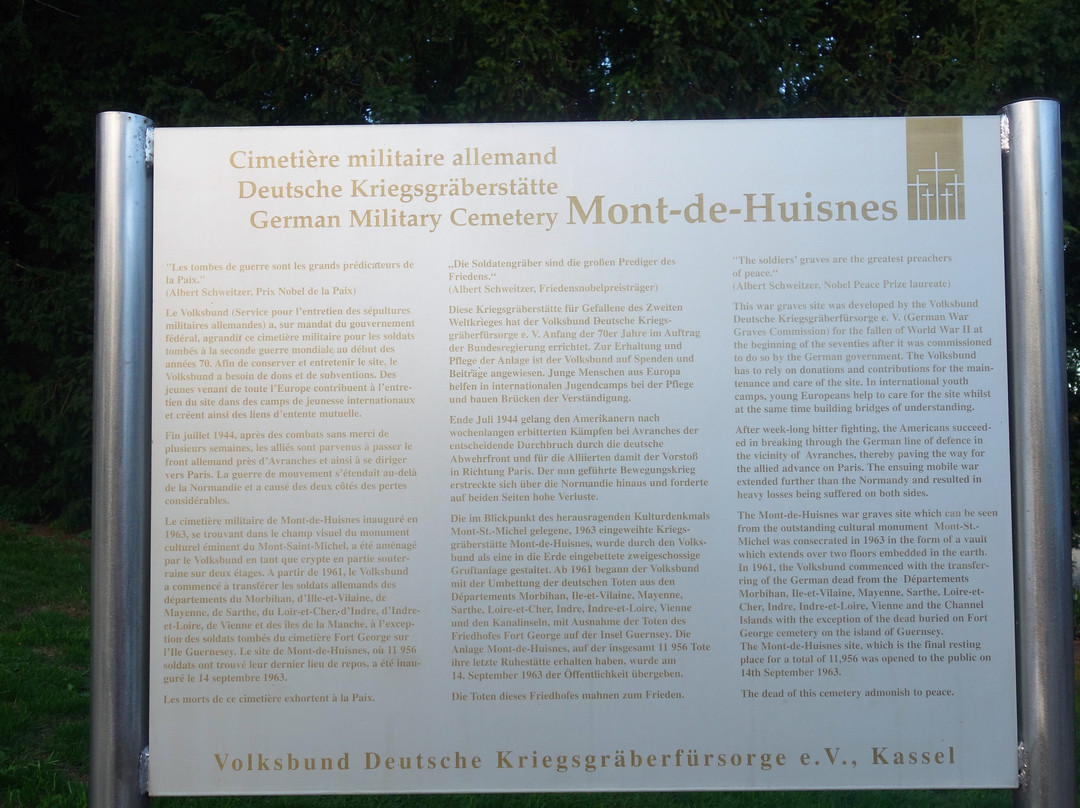 Cimetière militaire allemand
Deutsche Kriegsgräberstätte
German Military Cemetery Mont-de-Huisnes
"Les tombes de guerre sont les grands prédicateurs de
la Paix."
(Albert Schweitzer, Prix Nobel de la Paix)
Le Volksbund (Service pour l'entretien des sépultures
militaires allemandes) a, sur mandat du gouvernement
fédéral, agrandit ce cimetière militaire pour les soldats
tombés à la seconde guerre mondiale au début des
années 70. Afin de conserver et entretenir le site, le
Volksbund a besoin de dons et de subventions. Des
jeunes venant de toute l'Europe contribuent à l'entre-
tien du site dans des camps de jeunesse internationaux
et créent ainsi des liens d'entente mutuelle.
Fin juillet 1944, après des combats sans merci de
plusieurs semaines, les alliés sont parvenus à passer le
front allemand près d'Avranches et ainsi à se diriger
vers Paris. La guerre de mouvement s'étendait au-delà
de la Normandie et a causé des deux côtés des pertes
considérables.
Le cimetière militaire de Mont-de-Huisnes inauguré en
1963, se trouvant dans le champ visuel du monument
culturel éminent du Mont-Saint-Michel, a été aménagé
par le Volksbund en tant que crypte en partie souter-
raine sur deux étages. A partir de 1961, le Volksbund
a commencé à transférer les soldats allemands des
départements du Morbihan, d'Ille-et-Vilaine, de
Mayenne, de Sarthe, du Loir-et-Cher, d'Indre, d'Indre-
et-Loire, de Vienne et des îles de la Manche, à l'excep-
tion des soldats tombés du cimetière Fort George sur
l'Ile Guernesey. Le site de Mont-de-Huisnes, où 11 956
soldats ont trouvé leur dernier lieu de repos, a été inau-
guré le 14 septembre 1963.
Les morts de ce cimetière exhortent à la Paix.
„Die Soldatengräber sind die großen Prediger des
Friedens.“
(Albert Schweitzer, Friedensnobelpreisträger)
Diese Kriegsgräberstätte für Gefallene des Zweiten
Weltkrieges hat der Volksbund Deutsche Kriegs-
gräberfürsorge e. V. Anfang der 70er Jahre im Auftrag
der Bundesregierung errichtet. Zur Erhaltung und
Pflege der Anlage ist der Volksbund auf Spenden und
Beiträge angewiesen. Junge Menschen aus Europa
helfen in internationalen Jugendcamps bei der Pflege
und bauen Brücken der Verständigung.
Ende Juli 1944 gelang den Amerikanern nach
wochenlangen erbitterten Kämpfen bei Avranches der
entscheidende Durchbruch durch die deutsche
Abwehrfront und für die Alliierten damit der Vorstoß
in Richtung Paris. Der nun geführte Bewegungskrieg
erstreckte sich über die Normandie hinaus und forderte
auf beiden Seiten hohe Verluste.
Die im Blickpunkt des herausragenden Kulturdenkmals
Mont-St.-Michel gelegene, 1963 eingeweihte Kriegs-
gräberstätte Mont-de-Huisnes, wurde durch den Volks-
bund als eine in die Erde eingebettete zweigeschossige
Gruftanlage gestaltet. Ab 1961 begann der Volksbund
mit der Umbettung der deutschen Toten aus den
Départements Morbihan, Ile-et-Vilaine, Mayenne,
Sarthe, Loire-et-Cher, Indre, Indre-et-Loire, Vienne
und den Kanalinseln, mit Ausnahme der Toten des
Friedhofes Fort George auf der Insel Guernsey. Die
Anlage Mont-de-Huisnes, auf der insgesamt 11 956 Tote
ihre letzte Ruhestätte erhalten haben, wurde am
14. September 1963 der Öffentlichkeit übergeben.
Die Toten dieses Friedhofes mahnen zum Frieden.
"The soldiers' graves are the greatest preachers
of peace.“
(Albert Schweitzer, Nobel Peace Prize laureate)
This war graves site was developed by the Volksbund
Deutsche Kriegsgräberfürsorge e. V. (German War
Graves Commission) for the fallen of World War II at
the beginning of the seventies after it was commissioned
to do so by the German government. The Volksbund
has to rely on donations and contributions for the main-
tenance and care of the site. In international youth
camps, young Europeans help to care for the site whilst
at the same time building bridges of understanding.
After week-long bitter fighting, the Americans succeed-
ed in breaking through the German line of defence in
the vicinity of Avranches, thereby paving the way for
the allied advance on Paris. The ensuing mobile war
extended further than the Normandy and resulted in
heavy losses being suffered on both sides.
The Mont-de-Huisnes war graves site which can be seen
from the outstanding cultural monument Mont-St.-
Michel was consecrated in 1963 in the form of a vault
which extends over two floors embedded in the earth.
In 1961, the Volksbund commenced with the transfer-
ring of the German dead from the Départements
Morbihan, Ile-et-Vilaine, Mayenne, Sarthe, Loire-et-
Cher, Indre, Indre-et-Loire, Vienne and the Channel
Islands with the exception of the dead buried on Fort
George cemetery on the island of Guernsey.
The Mont-de-Huisnes site, which is the final resting
place for a total of 11,956 was opened to the public on
14th September 1963.
The dead of this cemetery admonish to peace.
Volksbund Deutsche Kriegsgräberfürsorge e.V., Kassel